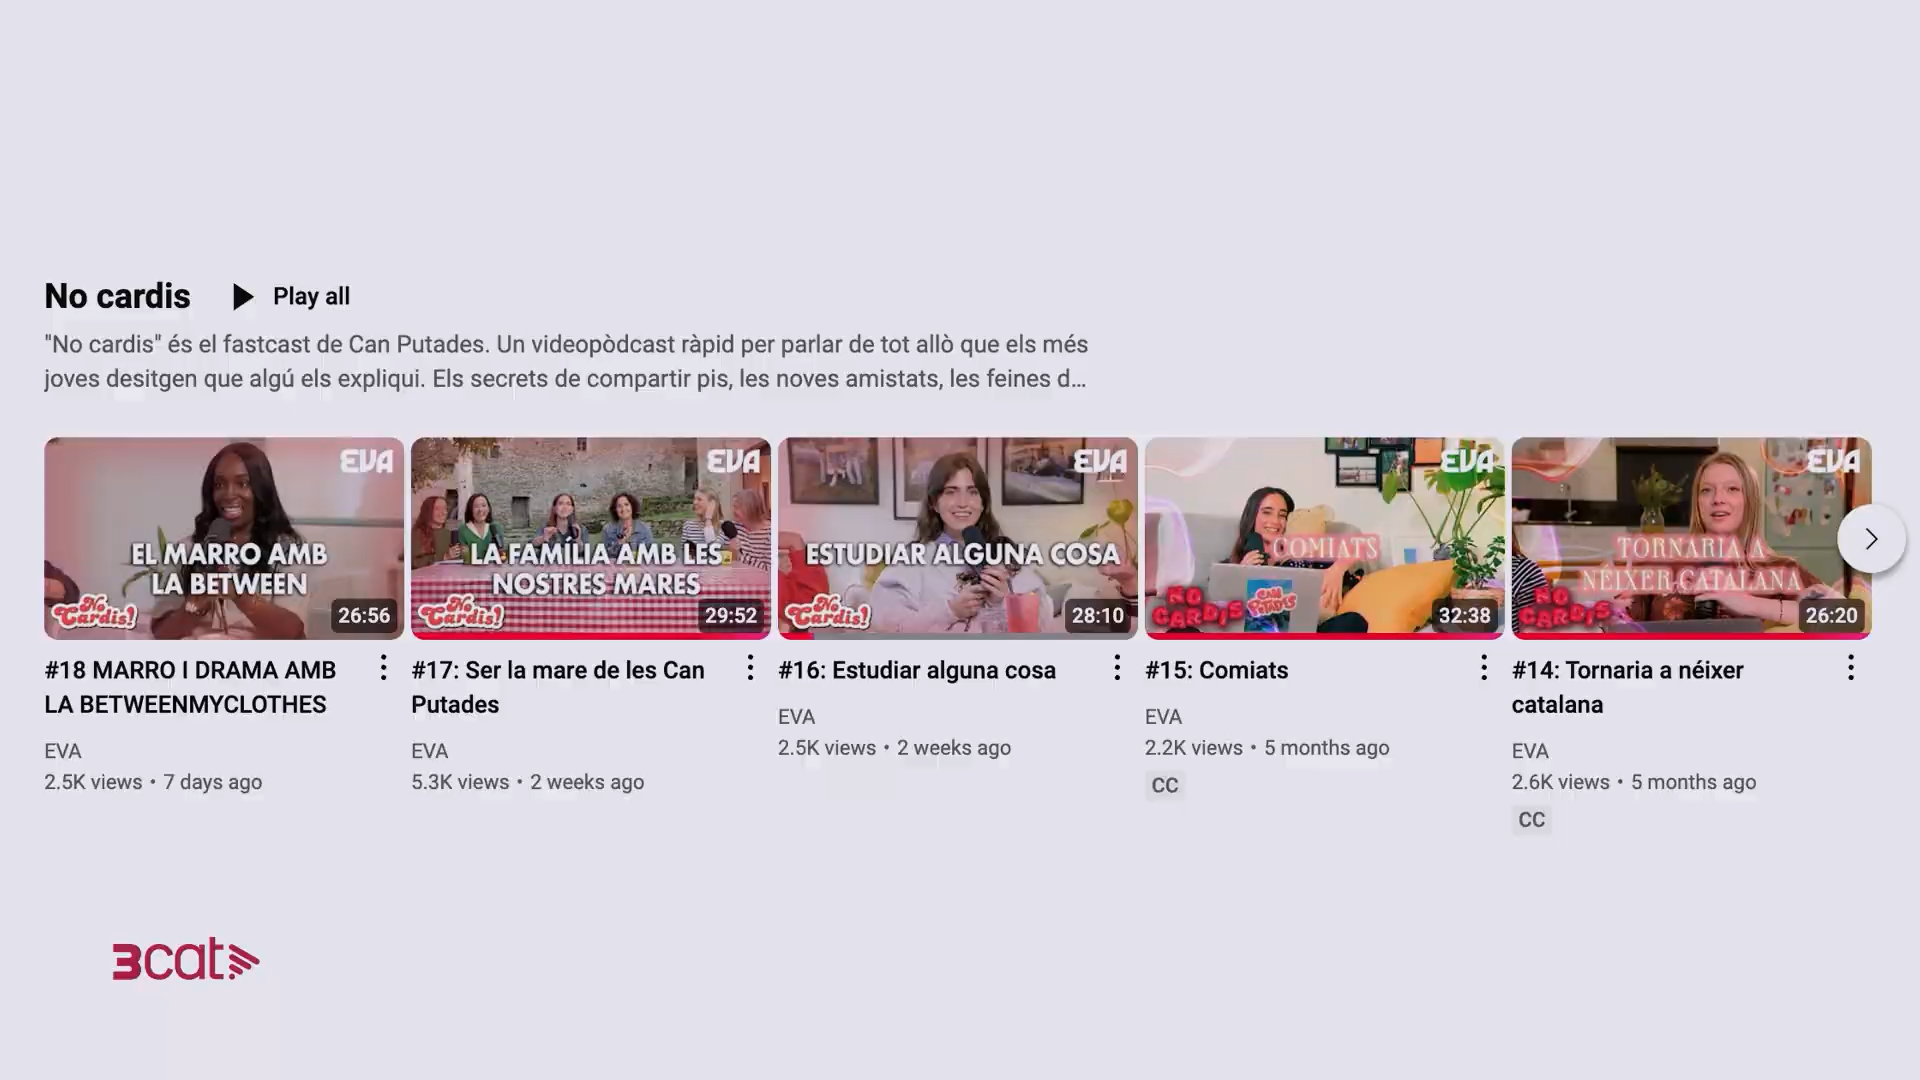 No cardis
Play all
"No cardis" és el fastcast de Can Putades. Un videopòdcast ràpid per parlar de tot allò que els més
joves desitgen que algú els expliqui. Els secrets de compartir pis, les noves amistats, les feines d...
EVA
EL MARRO AMB
LA BETWEEN
No
Cardis!
26:56
EVA
LA FAMÍLIA AMB LES
NOSTRES MARES
No
Cardis!
29:52
EVA
ESTUDIAR ALGUNA COSA
No
Cardis!
28:10
EVA
COMIATS
NO
CARDIS
CAN
PUTADES
32:38
EVA
TORNARIA A
NÉIXER CATALANA
NO
CARDIS
26:20
#18 MARRO I DRAMA AMB
LA BETWEENMYCLOTHES
EVA
2.5K views • 7 days ago
#17: Ser la mare de les Can
Putades
EVA
5.3K views • 2 weeks ago
#16: Estudiar alguna cosa
EVA
2.5K views • 2 weeks ago
#15: Comiats
EVA
2.2K views • 5 months ago
CC
#14: Tornaria a néixer
catalana
EVA
2.6K views • 5 months ago
CC
3cat